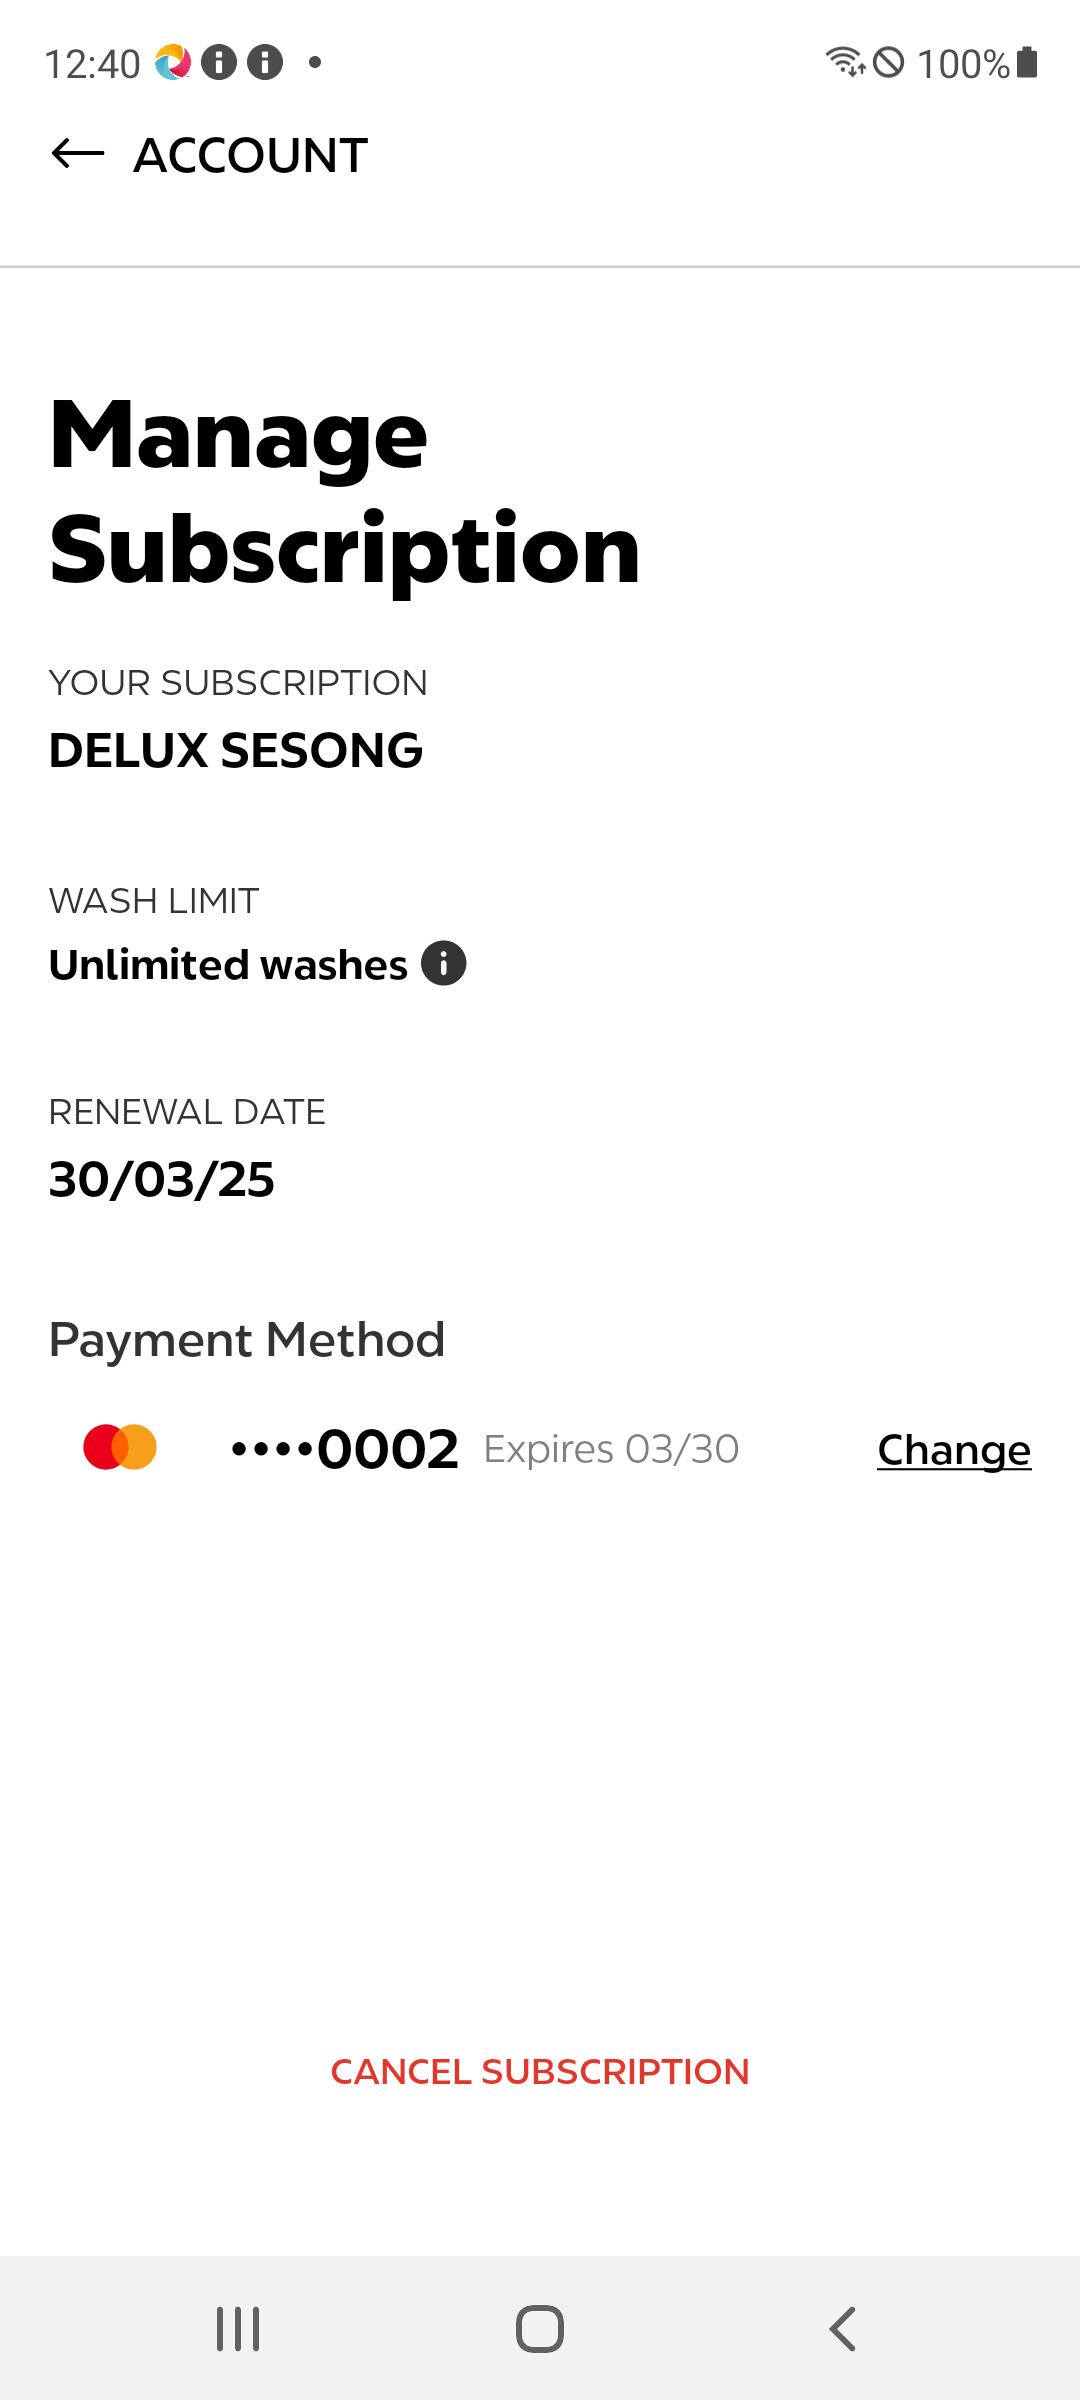 12:40
100%
ACCOUNT
Manage
Subscription
YOUR SUBSCRIPTION
DELUX SESONG
WASH LIMIT
Unlimited washes
RENEWAL DATE
30/03/25
Payment Method
••••0002 Expires 03/30 Change
CANCEL SUBSCRIPTION